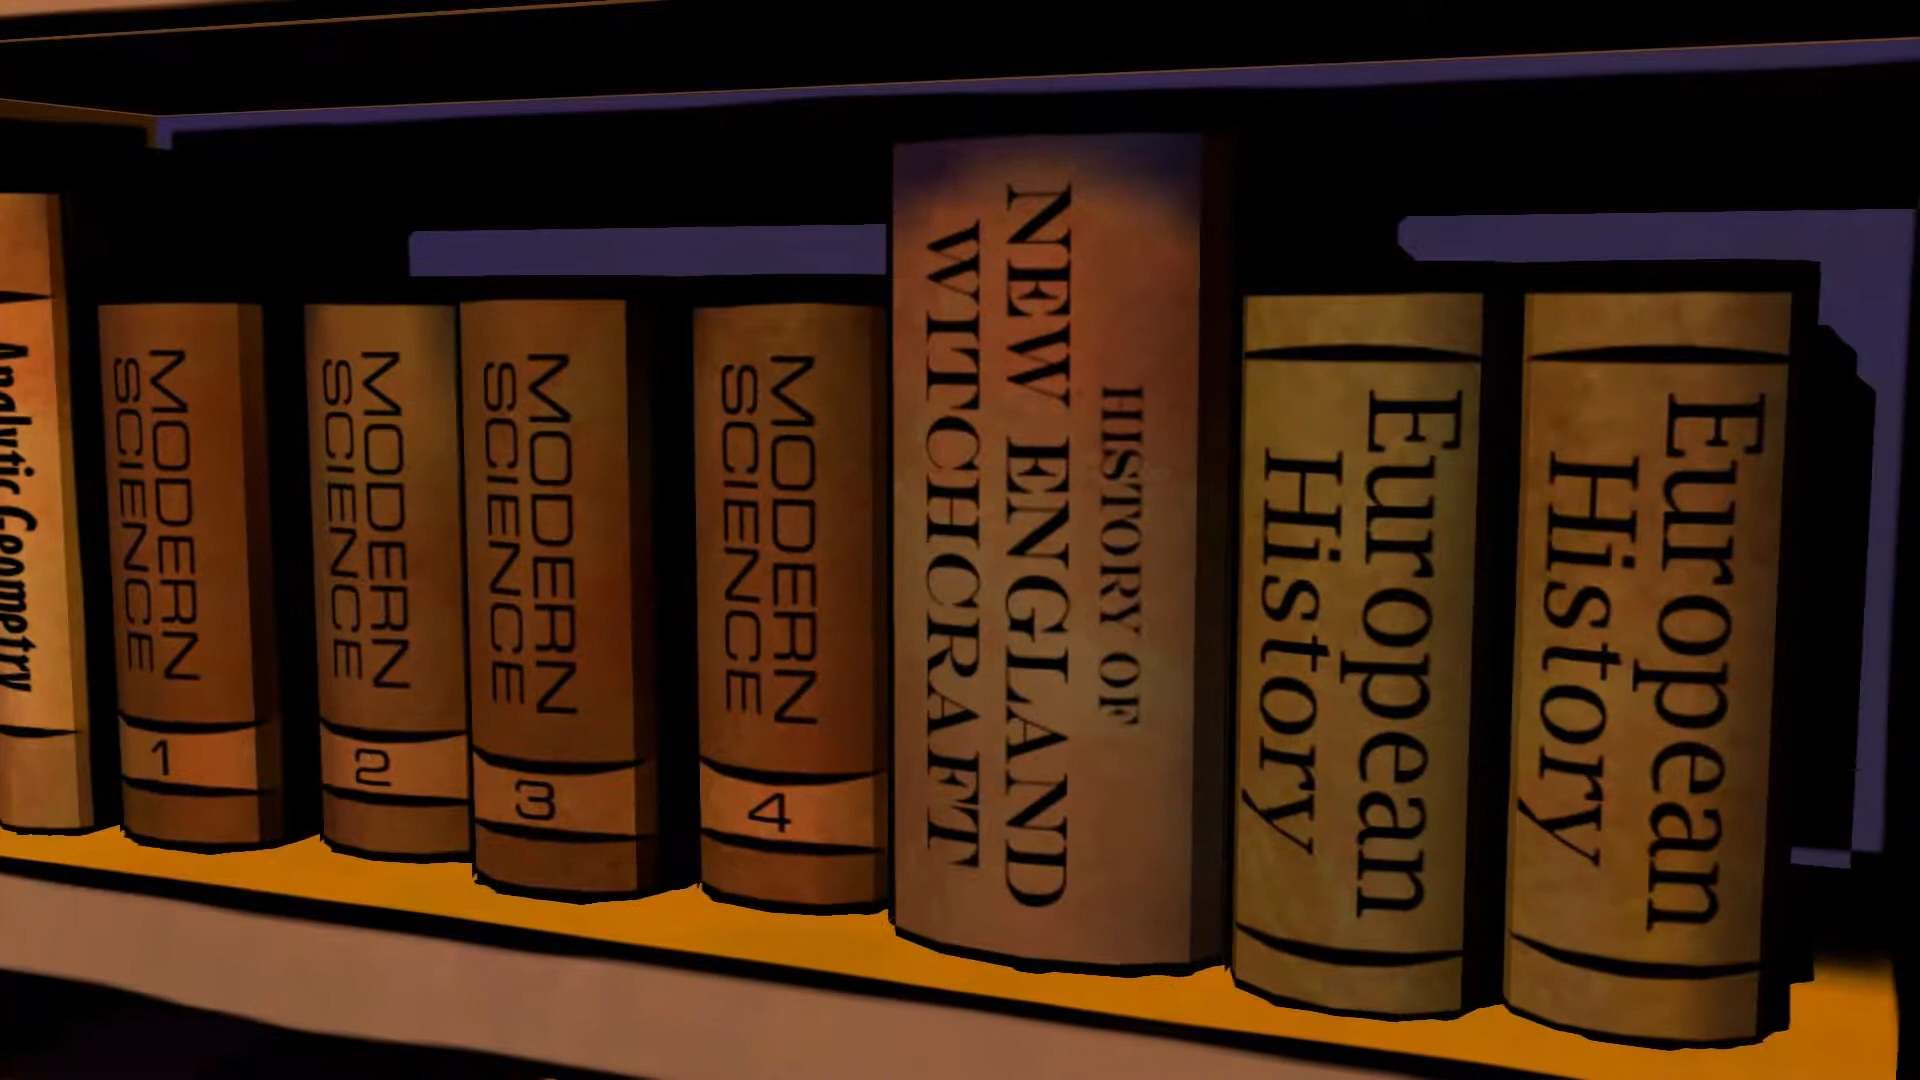 Analytic Geometry
MODERN
SCIENCE
1
MODERN
SCIENCE
2
MODERN
SCIENCE
3
MODERN
SCIENCE
4
HISTORY OF
NEW ENGLAND
WITCHCRAFT
European
History
European
History